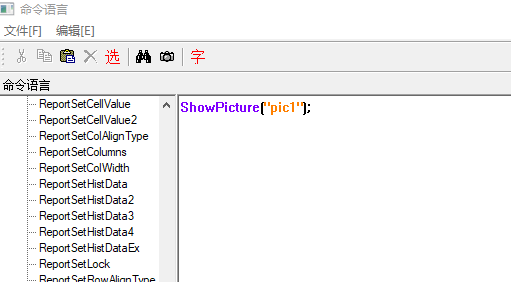 命令语言
文件[F] 编辑[E]
选 字
命令语言
ReportSetCellValue
ReportSetCellValue2
ReportSetColAlignType
ReportSetColumns
ReportSetColWidth
ReportSetHistData
ReportSetHistData2
ReportSetHistData3
ReportSetHistData4
ReportSetHistDataEx
ReportSetLock
ReportSetRowAlignType
ShowPicture("pic1");